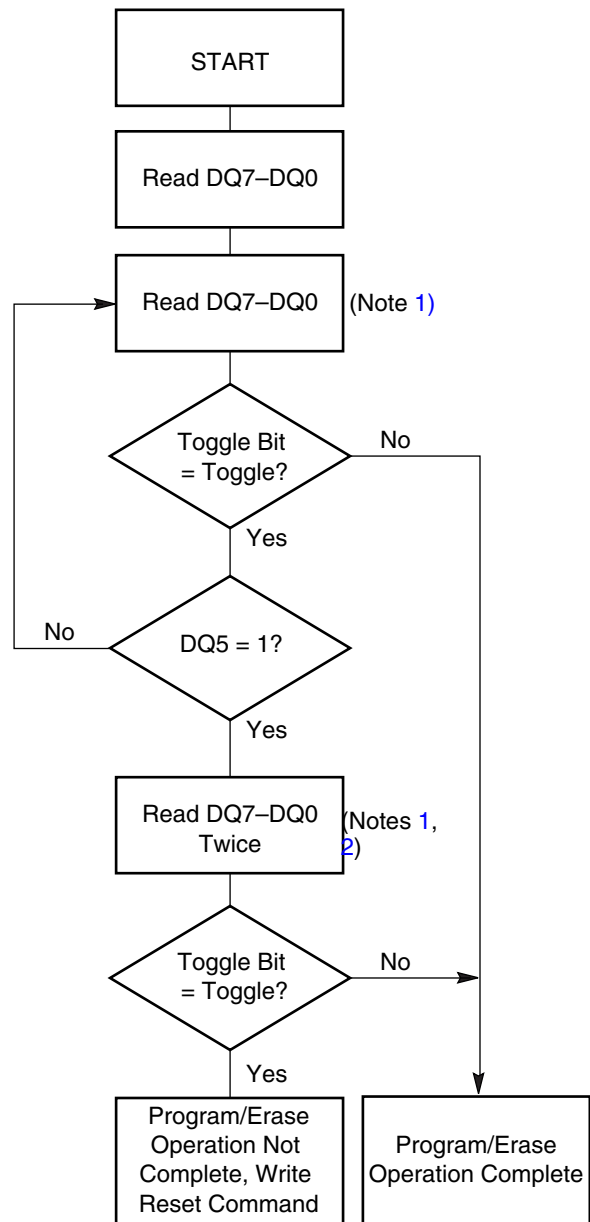 START
Read DQ7–DQ0
Read DQ7–DQ0
(Note 1)
Toggle Bit
= Toggle?
No
Yes
No
DQ5 = 1?
Yes
Read DQ7–DQ0
Twice
(Notes 1,
2)
Toggle Bit
= Toggle?
No
Yes
Program/Erase
Operation Not
Complete, Write
Reset Command
Program/Erase
Operation Complete